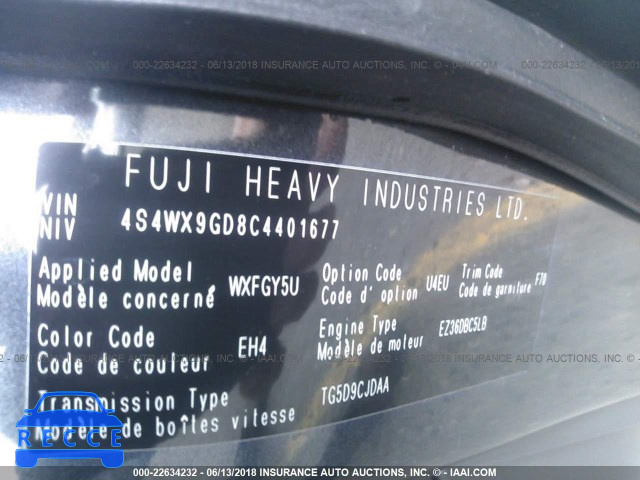 000-22634232 - 06/13/2018 INSURANCE AUTO AUCTIONS, INC. - IAAI.COM
FUJI HEAVY INDUSTRIES LTD.
VIN
NIV 4S4WX9GD8C4401677
Applied Model
Modèle concerné WXFGY5U
Option Code
Code d' option U4EU
Trim Code
Code de garniture F70
Color Code
Code de couleur EH4
Engine Type
Modèle de moteur EZ36DBC5LB
Transmission Type
Modèle de boîtes vitesse TG5D9CJDAA
000-22634232 - 06/13/2018 INSURANCE AUTO AUCTIONS, INC. - IAAI.COM